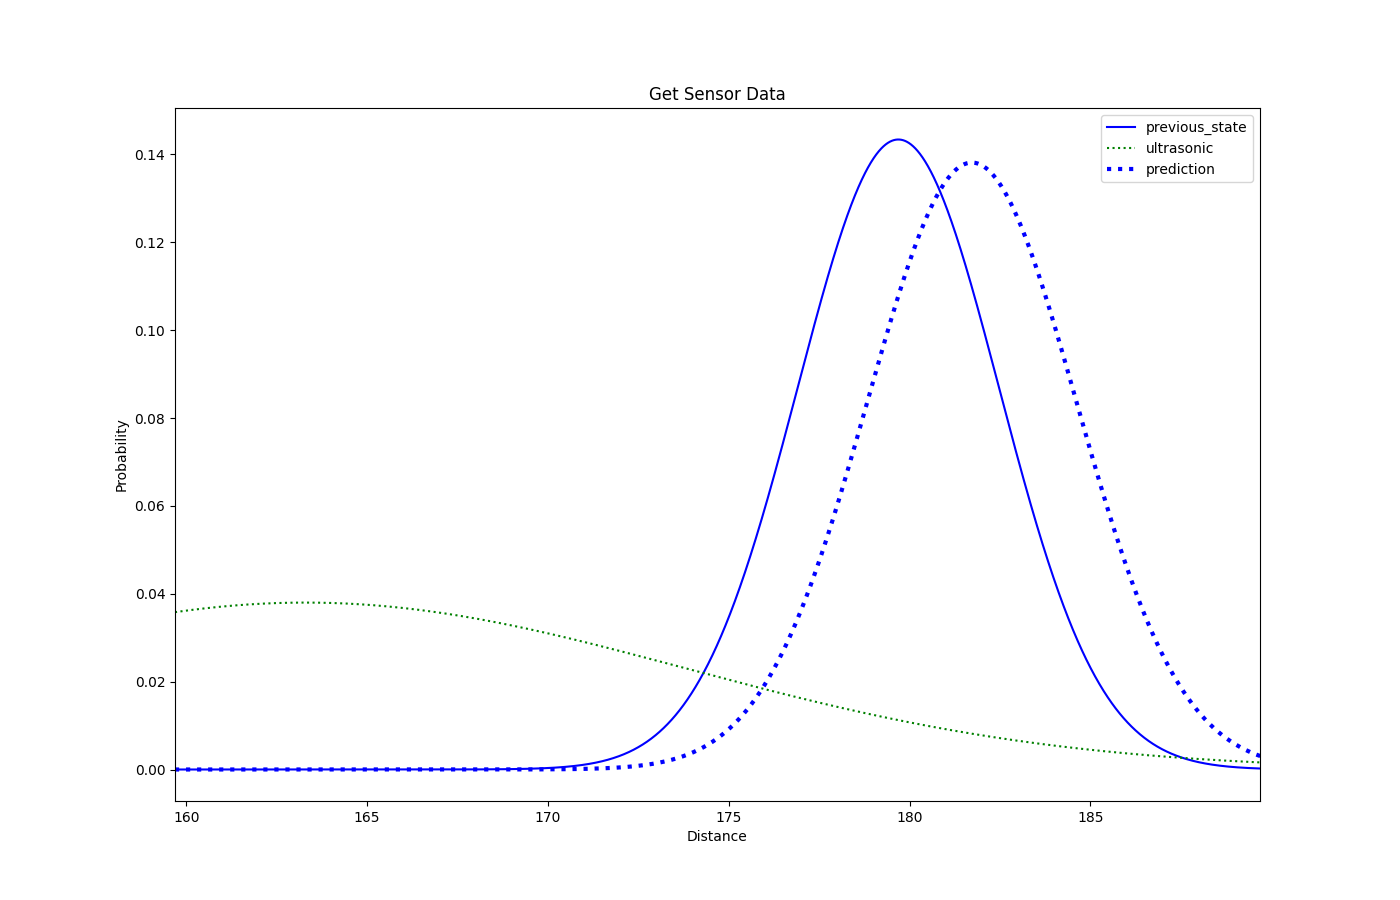 Get Sensor Data
previous_state
ultrasonic
prediction
0.14
0.12
0.10
0.08
0.06
0.04
0.02
0.00
Probability
160 165 170 175 180 185
Distance